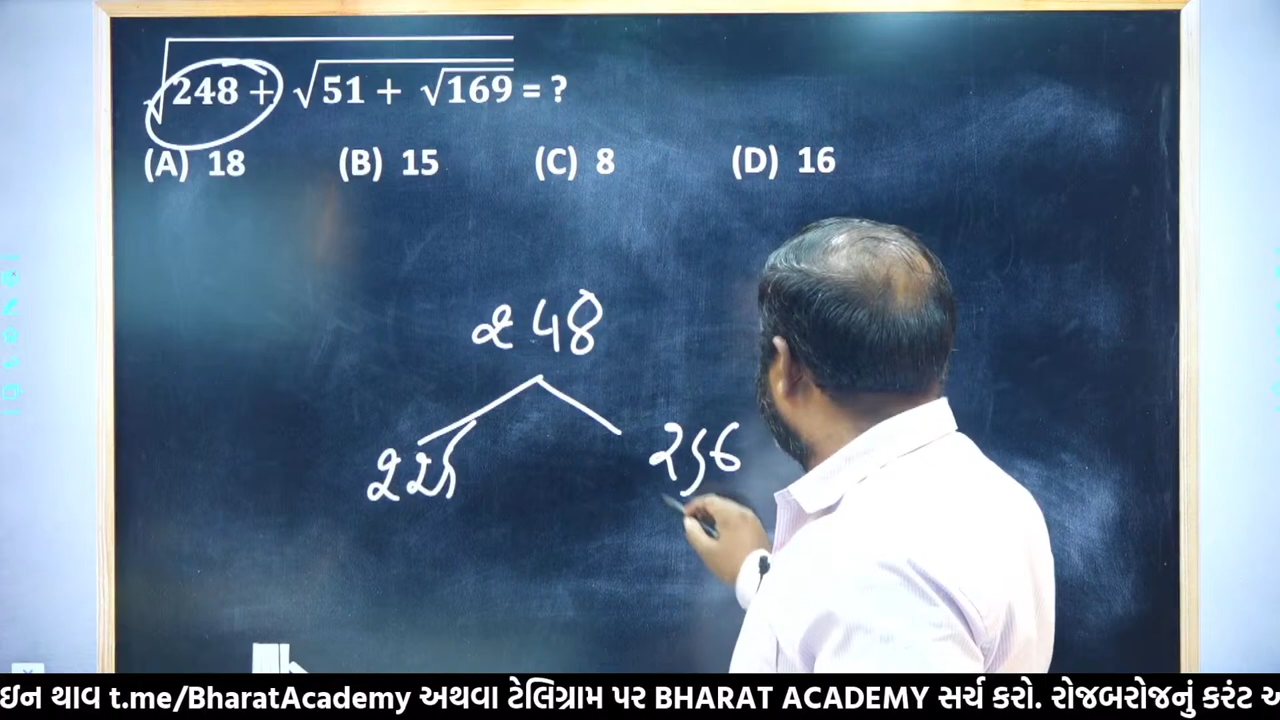 √248 + √51 + √169 = ?
(A) 18 (B) 15 (C) 8 (D) 16
248
225 256
ઇન થાવ t.me/BharatAcademy અથવા ટેલિગ્રામ પર BHARAT ACADEMY સર્ચ કરો. રોજબરોજનું કરંટ